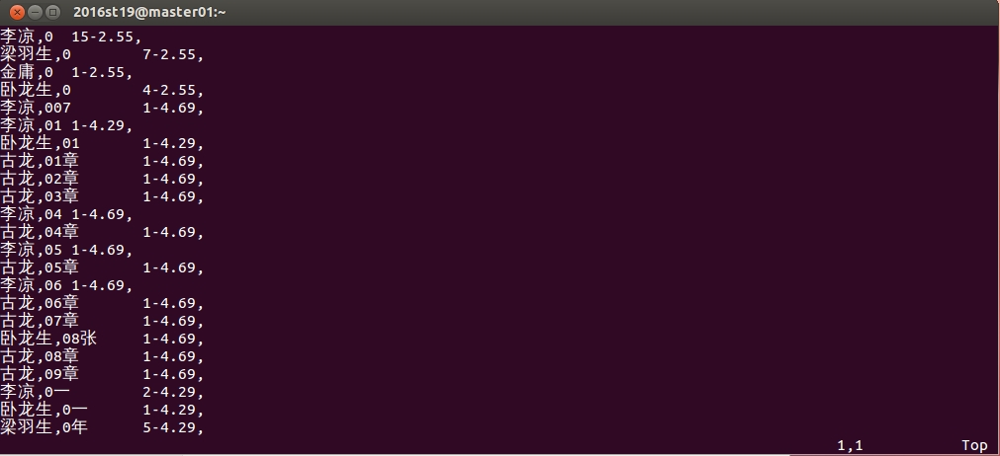 2016st19@master01:~
李凉,0	15-2.55,
梁羽生,0	7-2.55,
金庸,0	1-2.55,
卧龙生,0	4-2.55,
李凉,007	1-4.69,
李凉,01	1-4.29,
卧龙生,01	1-4.29,
古龙,01章	1-4.69,
古龙,02章	1-4.69,
古龙,03章	1-4.69,
李凉,04	1-4.69,
古龙,04章	1-4.69,
李凉,05	1-4.69,
古龙,05章	1-4.69,
李凉,06	1-4.69,
古龙,06章	1-4.69,
古龙,07章	1-4.69,
卧龙生,08张	1-4.69,
古龙,08章	1-4.69,
古龙,09章	1-4.69,
李凉,0一	2-4.29,
卧龙生,0一	1-4.29,
梁羽生,0年	5-4.29,
1,1	Top